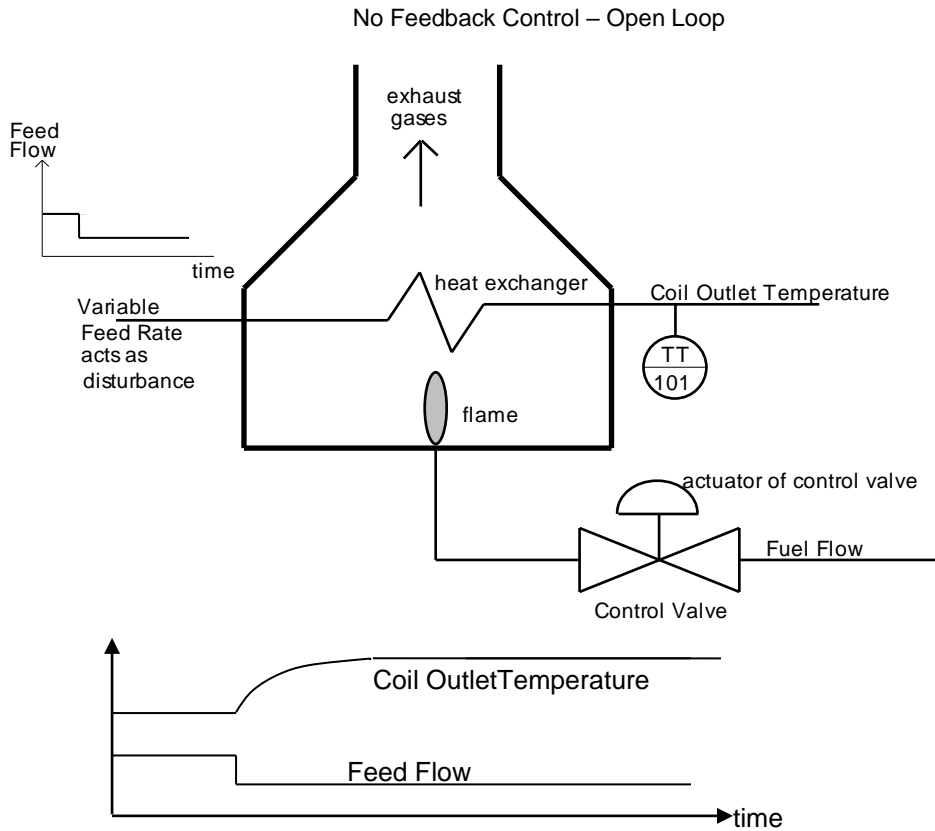 No Feedback Control – Open Loop
exhaust
gases
Feed
Flow
time
heat exchanger
Coil Outlet Temperature
Variable
Feed Rate
acts as
disturbance
TT
101
flame
actuator of control valve
Fuel Flow
Control Valve
Coil OutletTemperature
Feed Flow
time